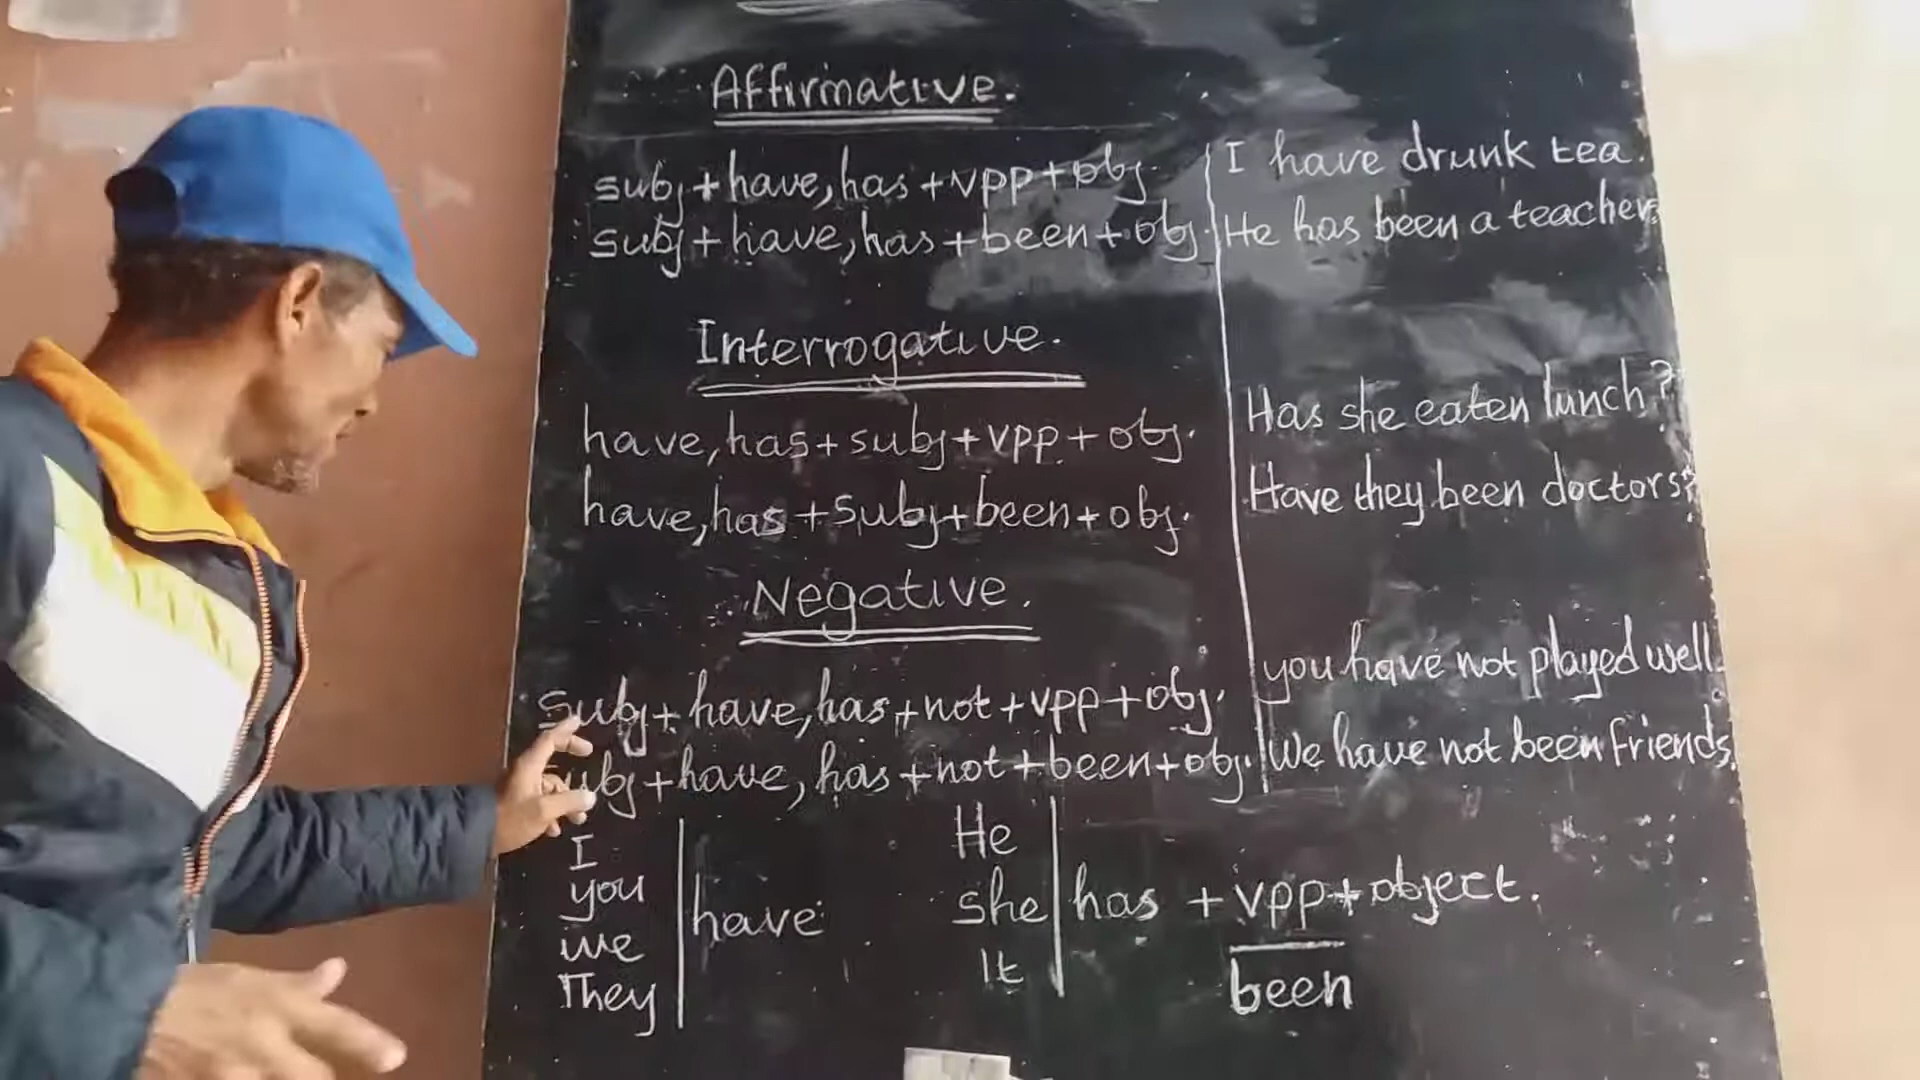 Affirmative.
subj+have,has+vpp+obj.
I have drunk tea.
subj+have,has+been+obj.
He has been a teacher.
Interrogative.
have,has+subj+vpp+obj.
Has she eaten lunch?
have,has+subj+been+obj.
Have they been doctors?
Negative.
subj+have,has+not+vpp+obj.
you have not played well.
subj+have,has+not+been+obj.
We have not been friends.
I
you
we
They
have
He
she
It
has +vpp+object.
been